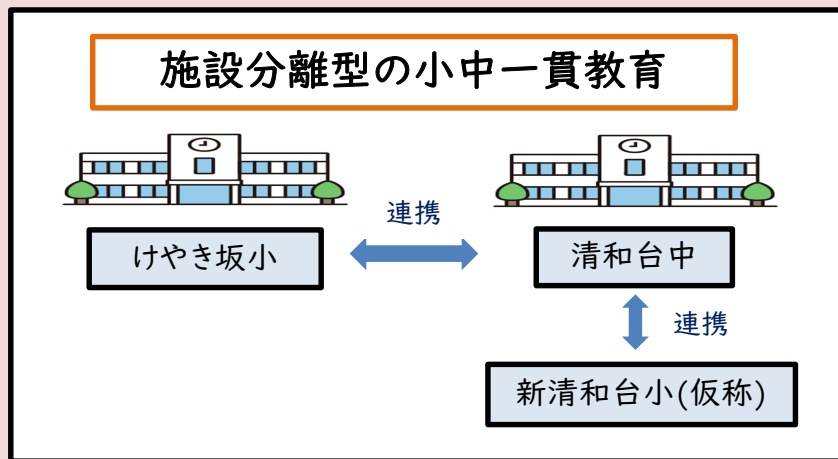 施設分離型の小中一貫教育
連携
けやき坂小
清和台中
連携
新清和台小(仮称)